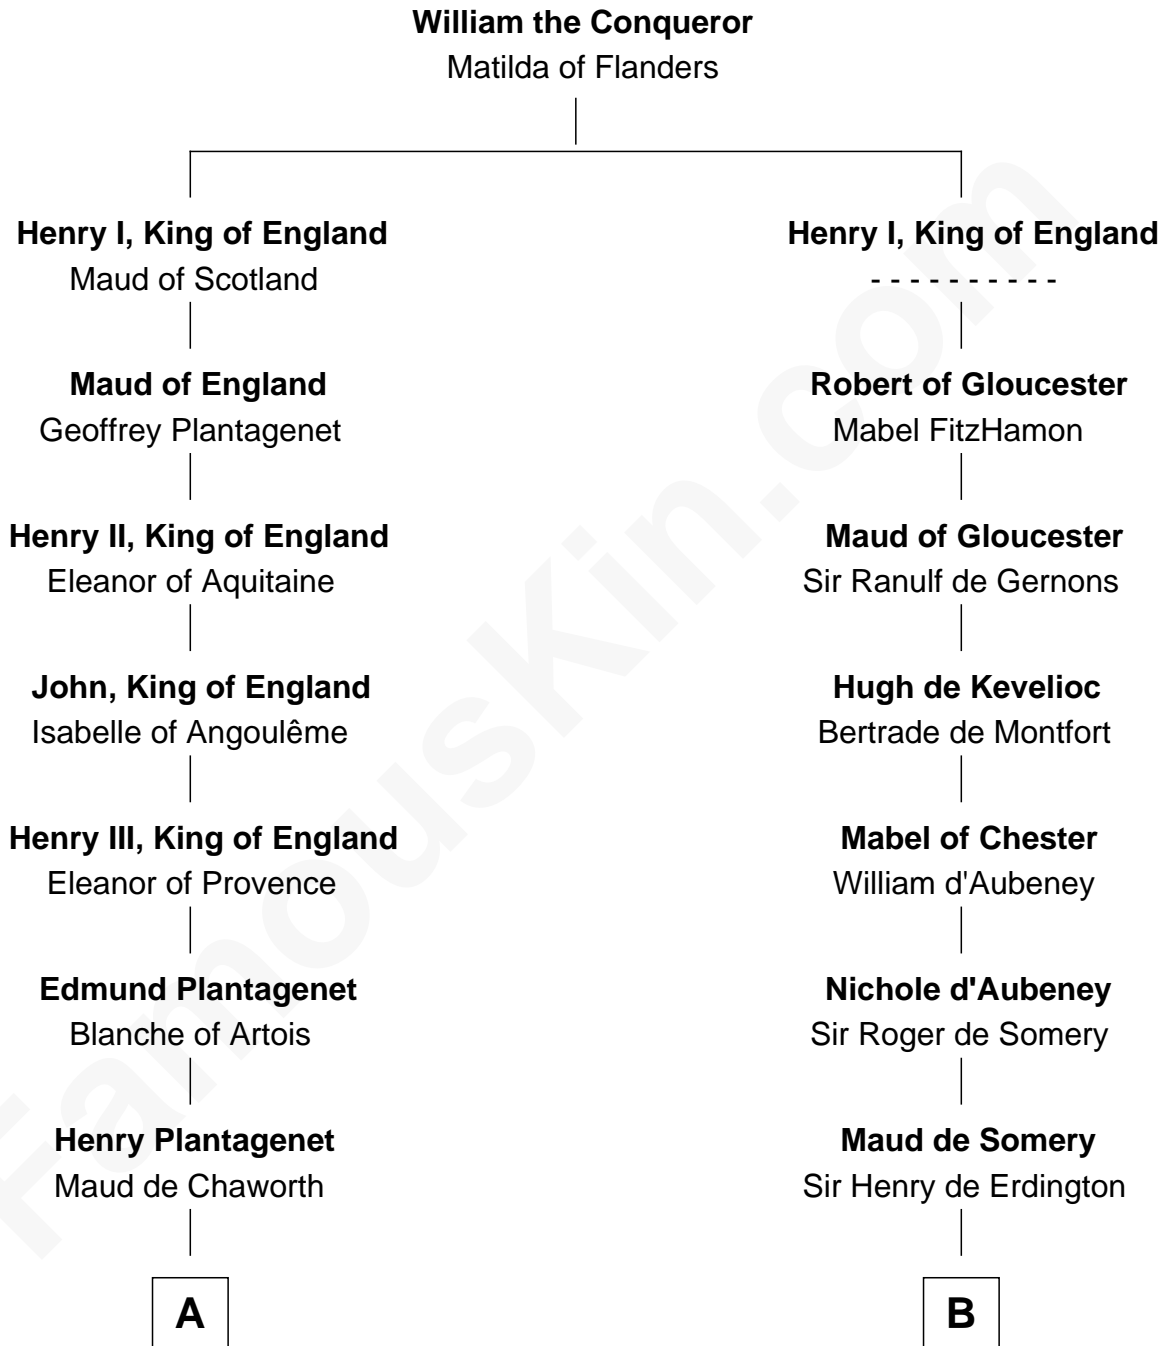 William the Conqueror
Matilda of Flanders
Henry I, King of England
Maud of Scotland
Maud of England
Geoffrey Plantagenet
Henry II, King of England
Eleanor of Aquitaine
John, King of England
Isabelle of Angoulême
Henry III, King of England
Eleanor of Provence
Edmund Plantagenet
Blanche of Artois
Henry Plantagenet
Maud de Chaworth
A
Henry I, King of England
- - - - - - - - - -
Robert of Gloucester
Mabel FitzHamon
Maud of Gloucester
Sir Ranulf de Gernons
Hugh de Kevelioc
Bertrade de Montfort
Mabel of Chester
William d'Aubeney
Nichole d'Aubeney
Sir Roger de Somery
Maud de Somery
Sir Henry de Erdington
B
FamousKin.com